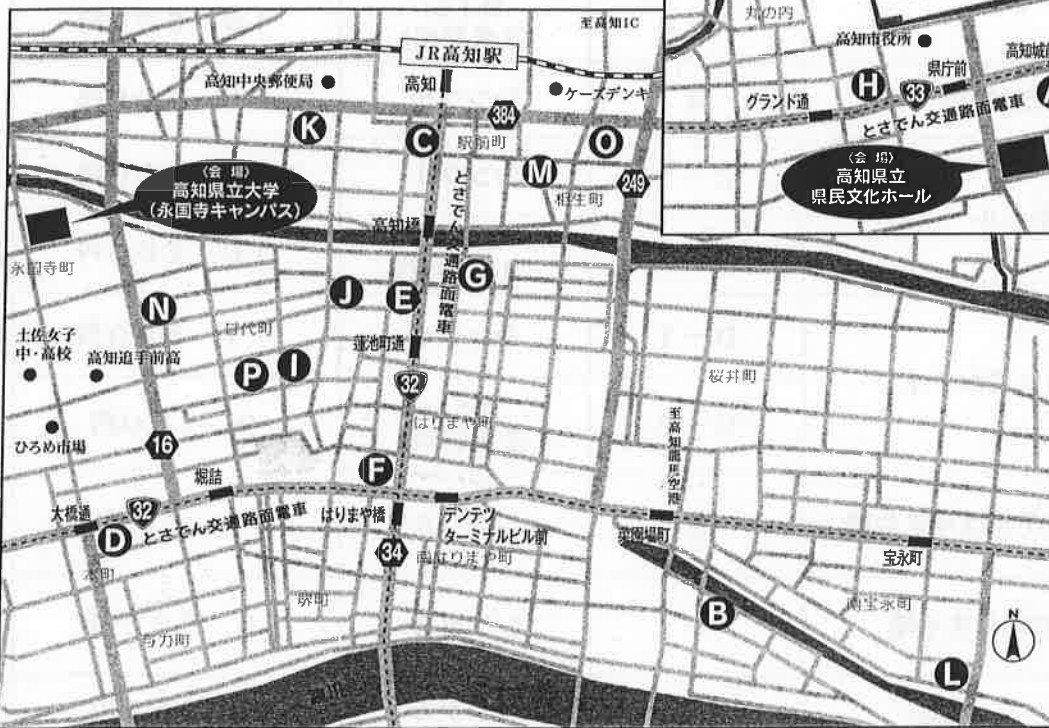 至高知IC
JR高知駅
高知中央郵便局
高知
ケーズデンキ
384
K
C
駅前町
O
M
249
相生町
〈会 場〉
高知県立大学
(永国寺キャンパス)
とさでん交通路面電車
高知橋
永国寺町
G
J
E
N
目代町
土佐女子
中・高校
高知追手前高
蓮池町通
P
I
32
桜井町
はりまや町
至高知龍馬空港
ひろめ市場
16
F
堀詰
大橋通
32
とさでん交通路面電車
D
はりまや橋
デンテツ
ターミナルビル前
菜園場町
宝永町
34
南はりまや町
本町
堺町
与力町
B
南宝永町
N
L
丸の内
高知市役所
高知城前
県庁前
H
33
グランド通
とさでん交通路面電車
〈会 場〉
高知県立
県民文化ホール